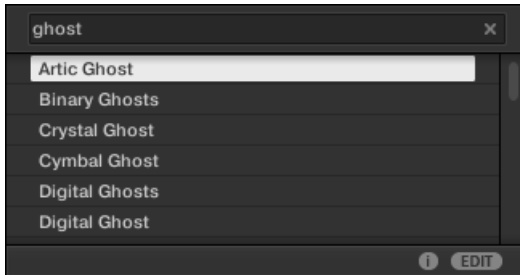 ghost
Artic Ghost
Binary Ghosts
Crystal Ghost
Cymbal Ghost
Digital Ghosts
Digital Ghost
i EDIT